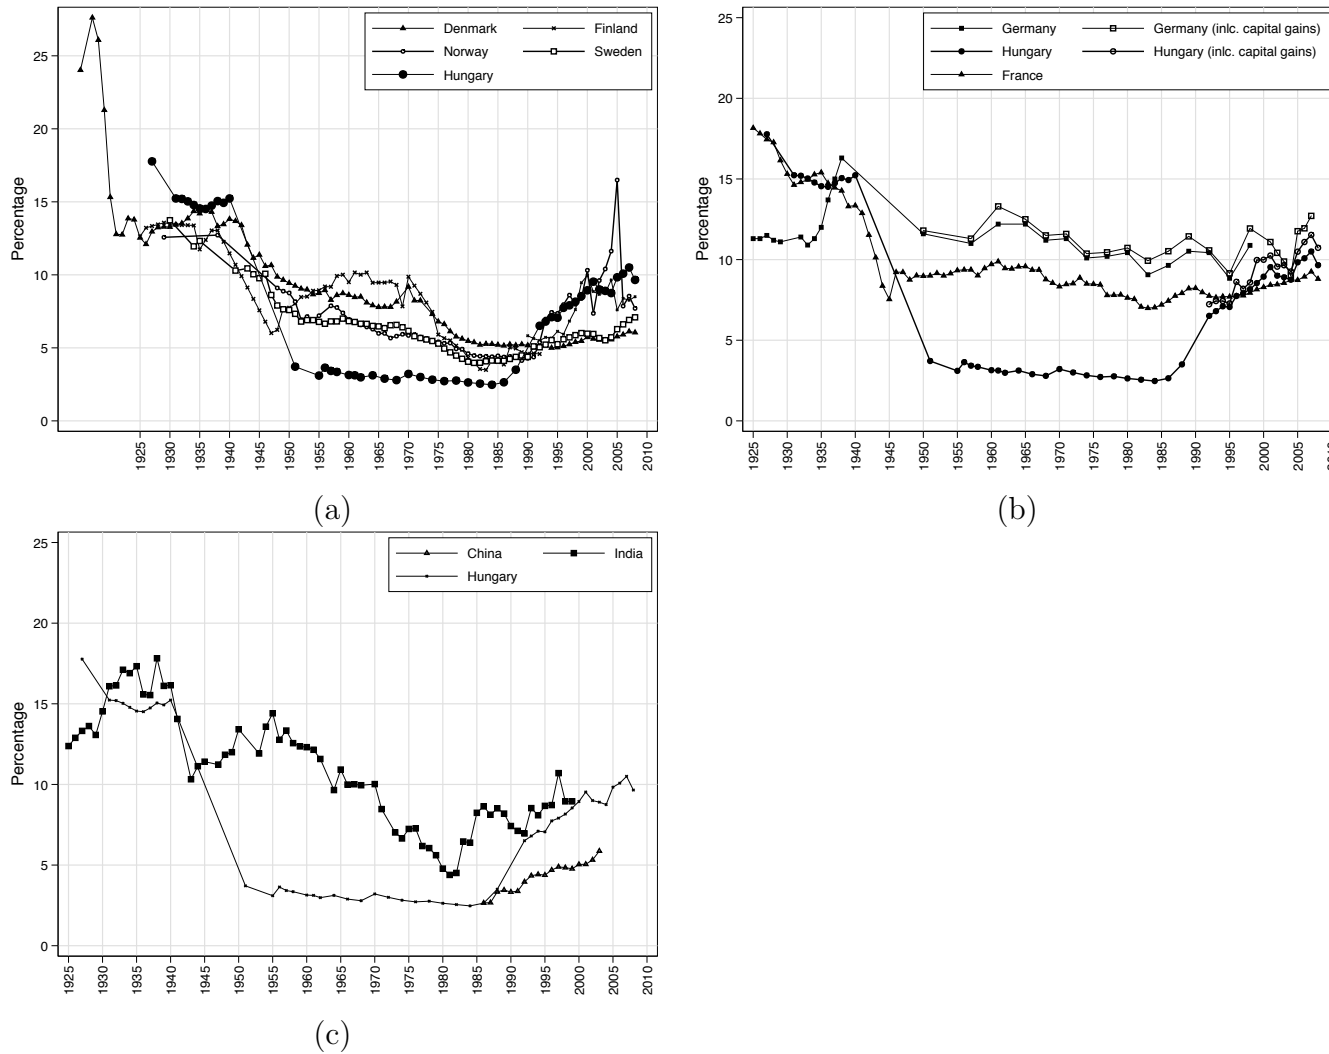 Denmark Finland
Norway Sweden
Hungary
Percentage
25
20
15
10
5
0
1925 1930 1935 1940 1945 1950 1955 1960 1965 1970 1975 1980 1985 1990 1995 2000 2005 2010
(a)
Germany Germany (inlc. capital gains)
Hungary Hungary (inlc. capital gains)
France
Percentage
25
20
15
10
5
0
1925 1930 1935 1940 1945 1950 1955 1960 1965 1970 1975 1980 1985 1990 1995 2000 2005 2010
(b)
China India
Hungary
Percentage
25
20
15
10
5
0
1925 1930 1935 1940 1945 1950 1955 1960 1965 1970 1975 1980 1985 1990 1995 2000 2005 2010
(c)